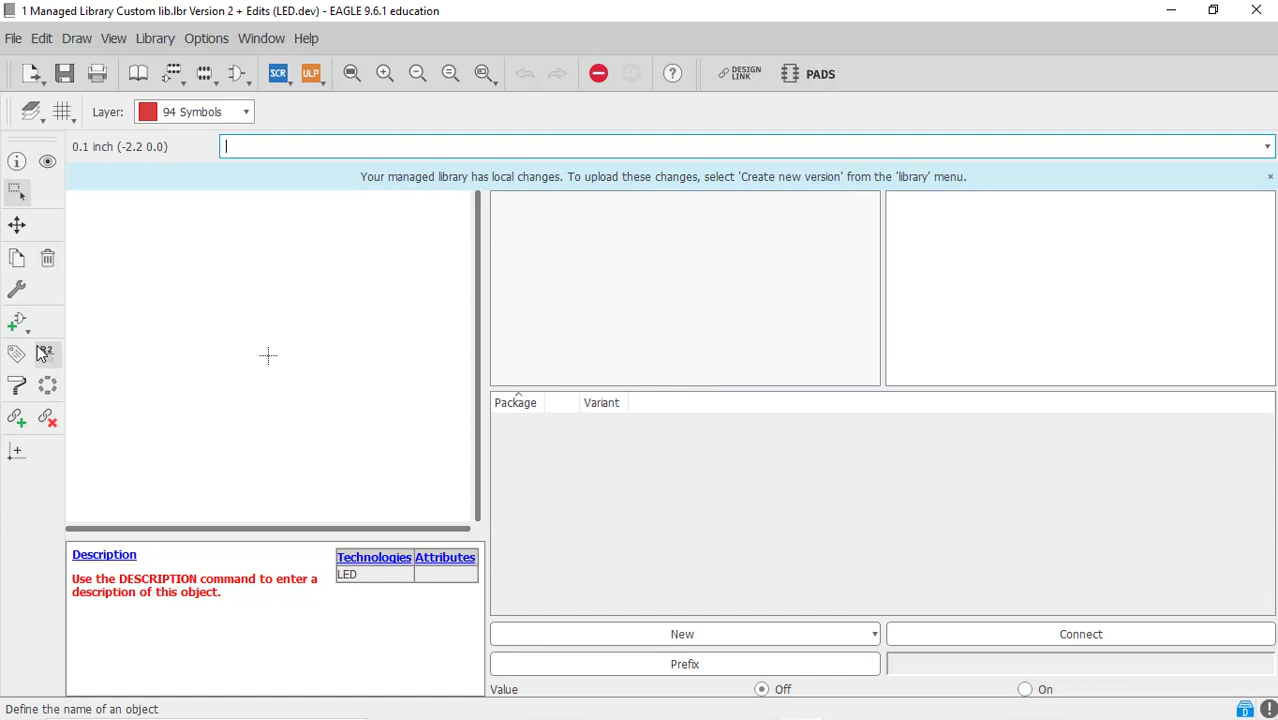 1 Managed Library Custom lib.lbr Version 2 + Edits (LED.dev) - EAGLE 9.6.1 education
File Edit Draw View Library Options Window Help
SCR ULP DESIGN LINK PADS
Layer: 94 Symbols
0.1 inch (-2.2 0.0)
Your managed library has local changes. To upload these changes, select 'Create new version' from the 'library' menu.
Package Variant
Description
Use the DESCRIPTION command to enter a
description of this object.
Technologies Attributes
LED
New Connect
Prefix
Value Off On
Define the name of an object